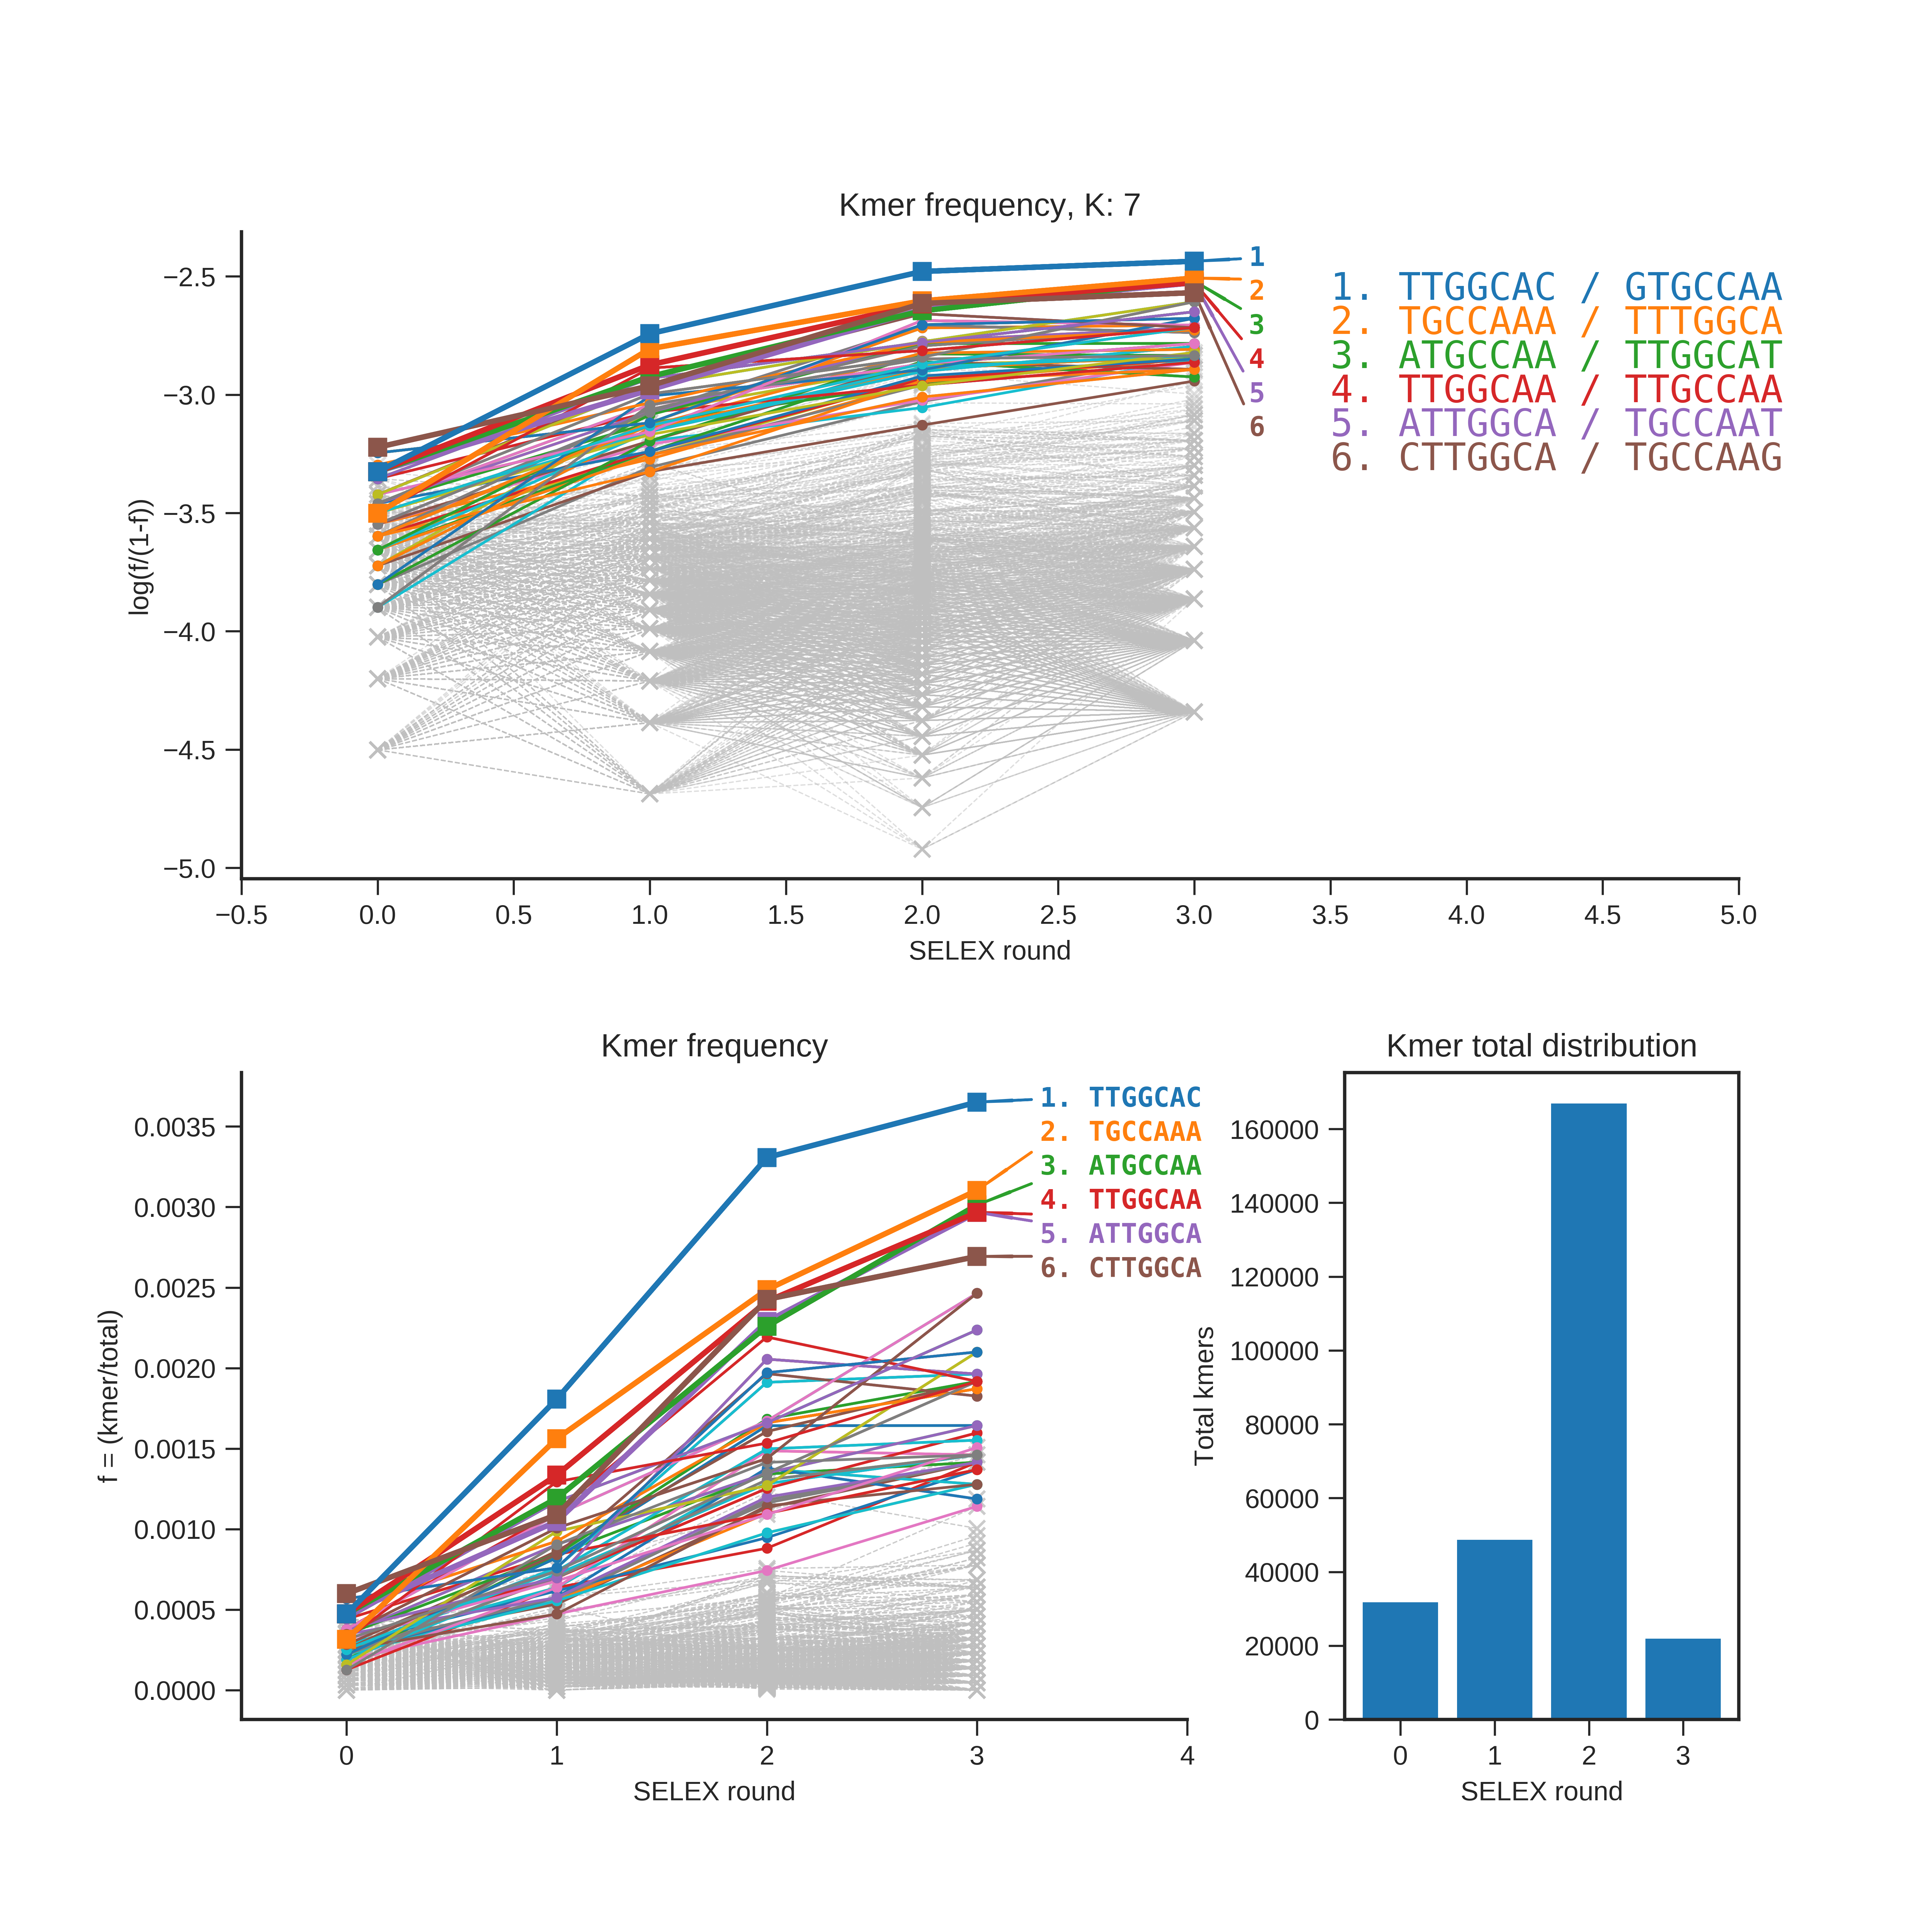 Kmer frequency, K: 7
log(f/(1-f))
−2.5
−3.0
−3.5
−4.0
−4.5
−5.0
−0.5 0.0 0.5 1.0 1.5 2.0 2.5 3.0 3.5 4.0 4.5 5.0
SELEX round
1
2
3
4
5
6
1. TTGGCAC / GTGCCAA
2. TGCCAAA / TTTGGCA
3. ATGCCAA / TTGGCAT
4. TTGGCAA / TTGCCAA
5. ATTGGCA / TGCCAAT
6. CTTGGCA / TGCCAAG
Kmer frequency
f = (kmer/total)
0.0035
0.0030
0.0025
0.0020
0.0015
0.0010
0.0005
0.0000
0 1 2 3 4
SELEX round
1. TTGGCAC
2. TGCCAAA
3. ATGCCAA
4. TTGGCAA
5. ATTGGCA
6. CTTGGCA
Kmer total distribution
Total kmers
160000
140000
120000
100000
80000
60000
40000
20000
0
0 1 2 3
SELEX round